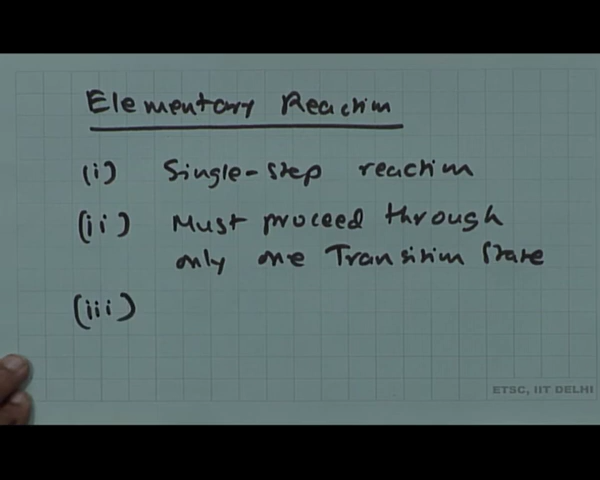 Elementary Reaction
(i) Single-step reaction
(ii) Must proceed through
only one Transition State
(iii)
ETSC, IIT DELHI